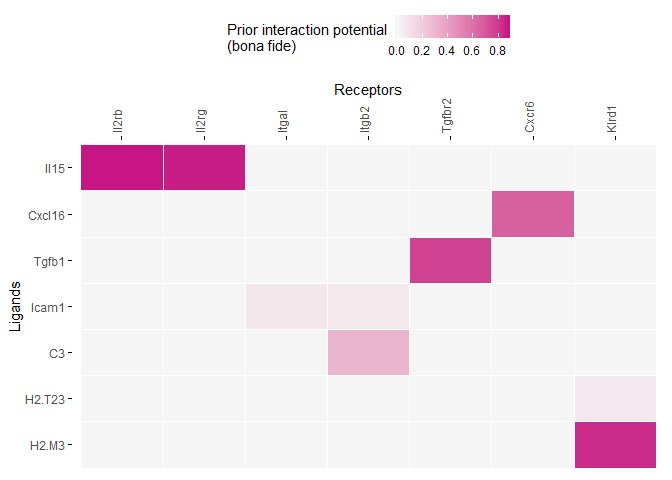 Prior interaction potential
(bona fide)
0.0 0.2 0.4 0.6 0.8
Receptors
Il2rb Il2rg Itgal Itgb2 Tgfbr2 Cxcr6 Klrd1
Ligands
Il15
Cxcl16
Tgfb1
Icam1
C3
H2.T23
H2.M3